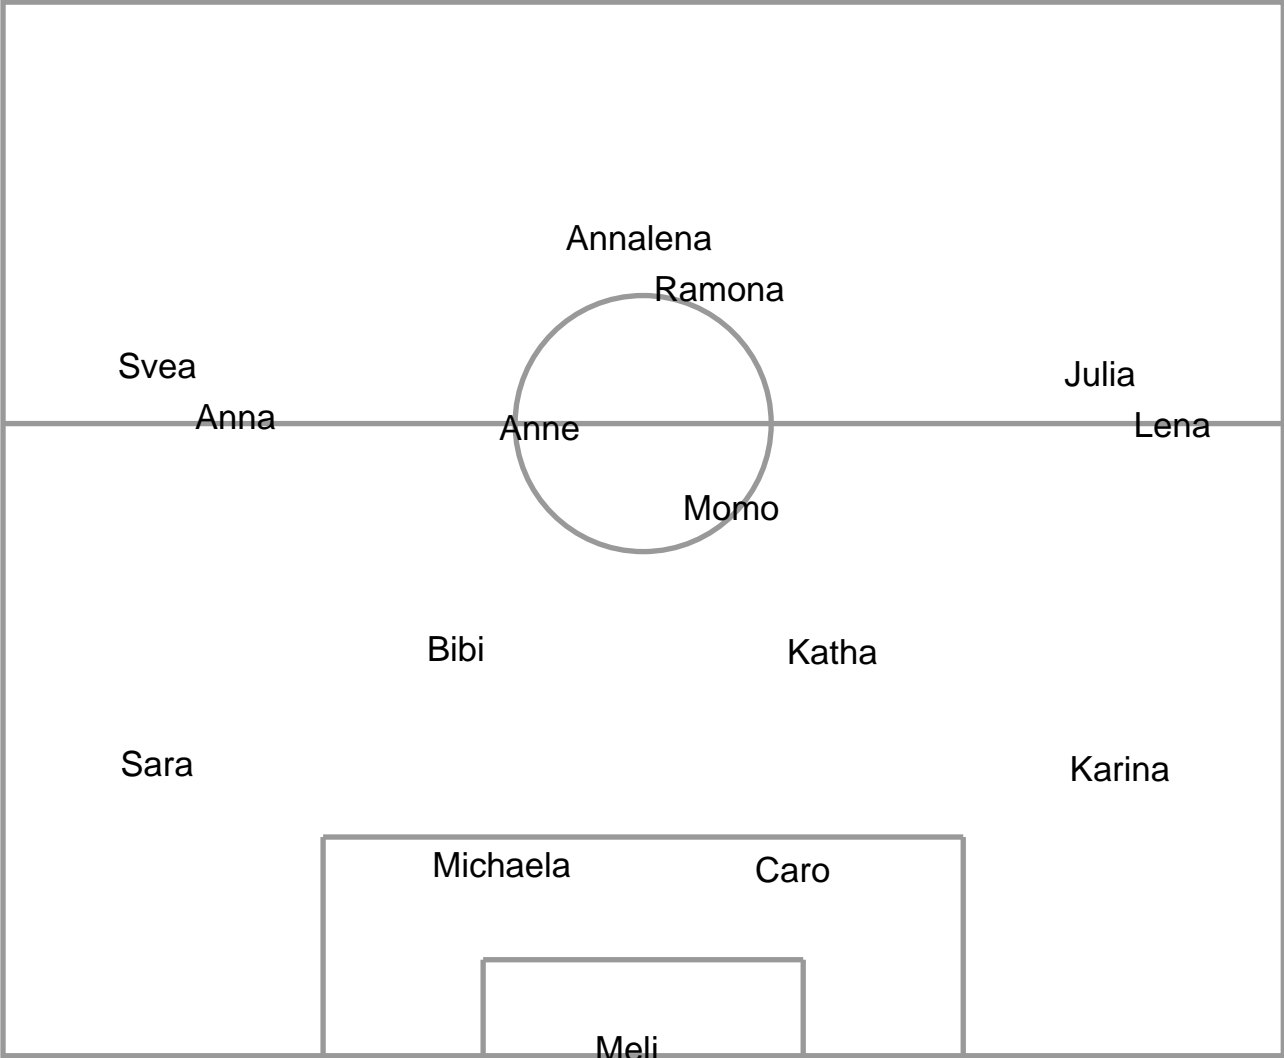 Annalena
Ramona
Svea
Julia
Anna
Anne
Lena
Momo
Bibi
Katha
Sara
Karina
Michaela
Caro
Meli